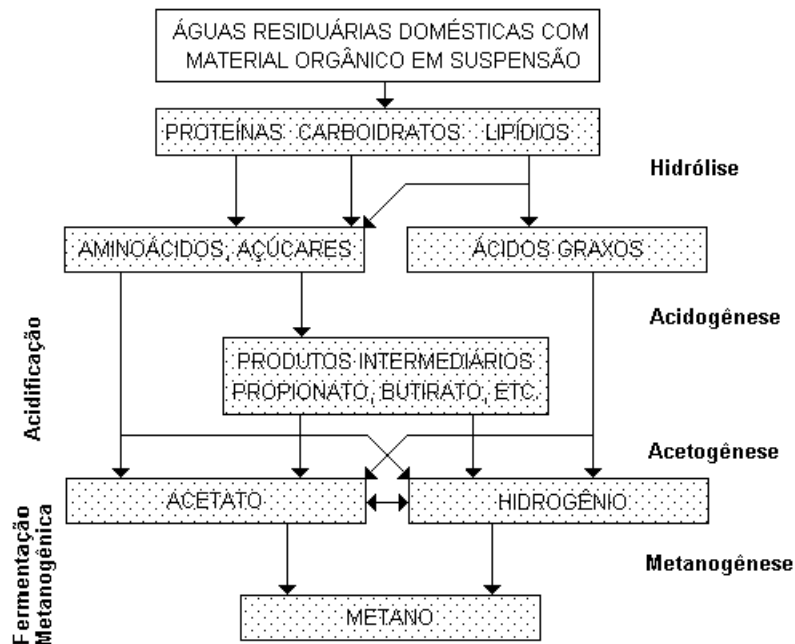 ÁGUAS RESIDUÁRIAS DOMÉSTICAS COM
MATERIAL ORGÂNICO EM SUSPENSÃO
PROTEÍNAS CARBOIDRATOS LIPÍDIOS
Hidrólise
AMINOÁCIDOS, AÇÚCARES
ÁCIDOS GRAXOS
Acidogênese
Acidificação
PRODUTOS INTERMEDIÁRIOS
PROPIONATO, BUTIRATO, ETC.
Acetogênese
ACETATO
HIDROGÊNIO
Fermentação
Metanogênica
Metanogênese
METANO